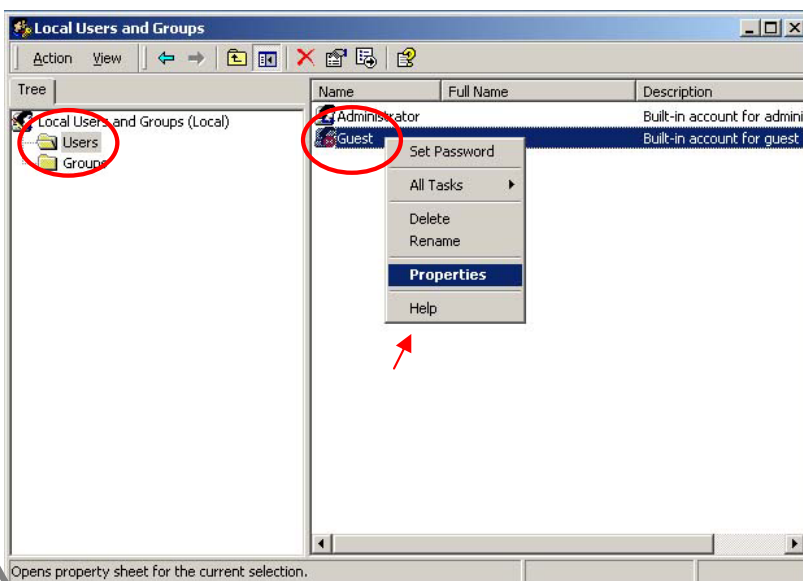 Local Users and Groups
Action View
Tree
Name Full Name Description
Local Users and Groups (Local)
Users
Groups
Administrator Built-in account for admini
Guest Built-in account for guest
Set Password
All Tasks
Delete
Rename
Properties
Help
Opens property sheet for the current selection.